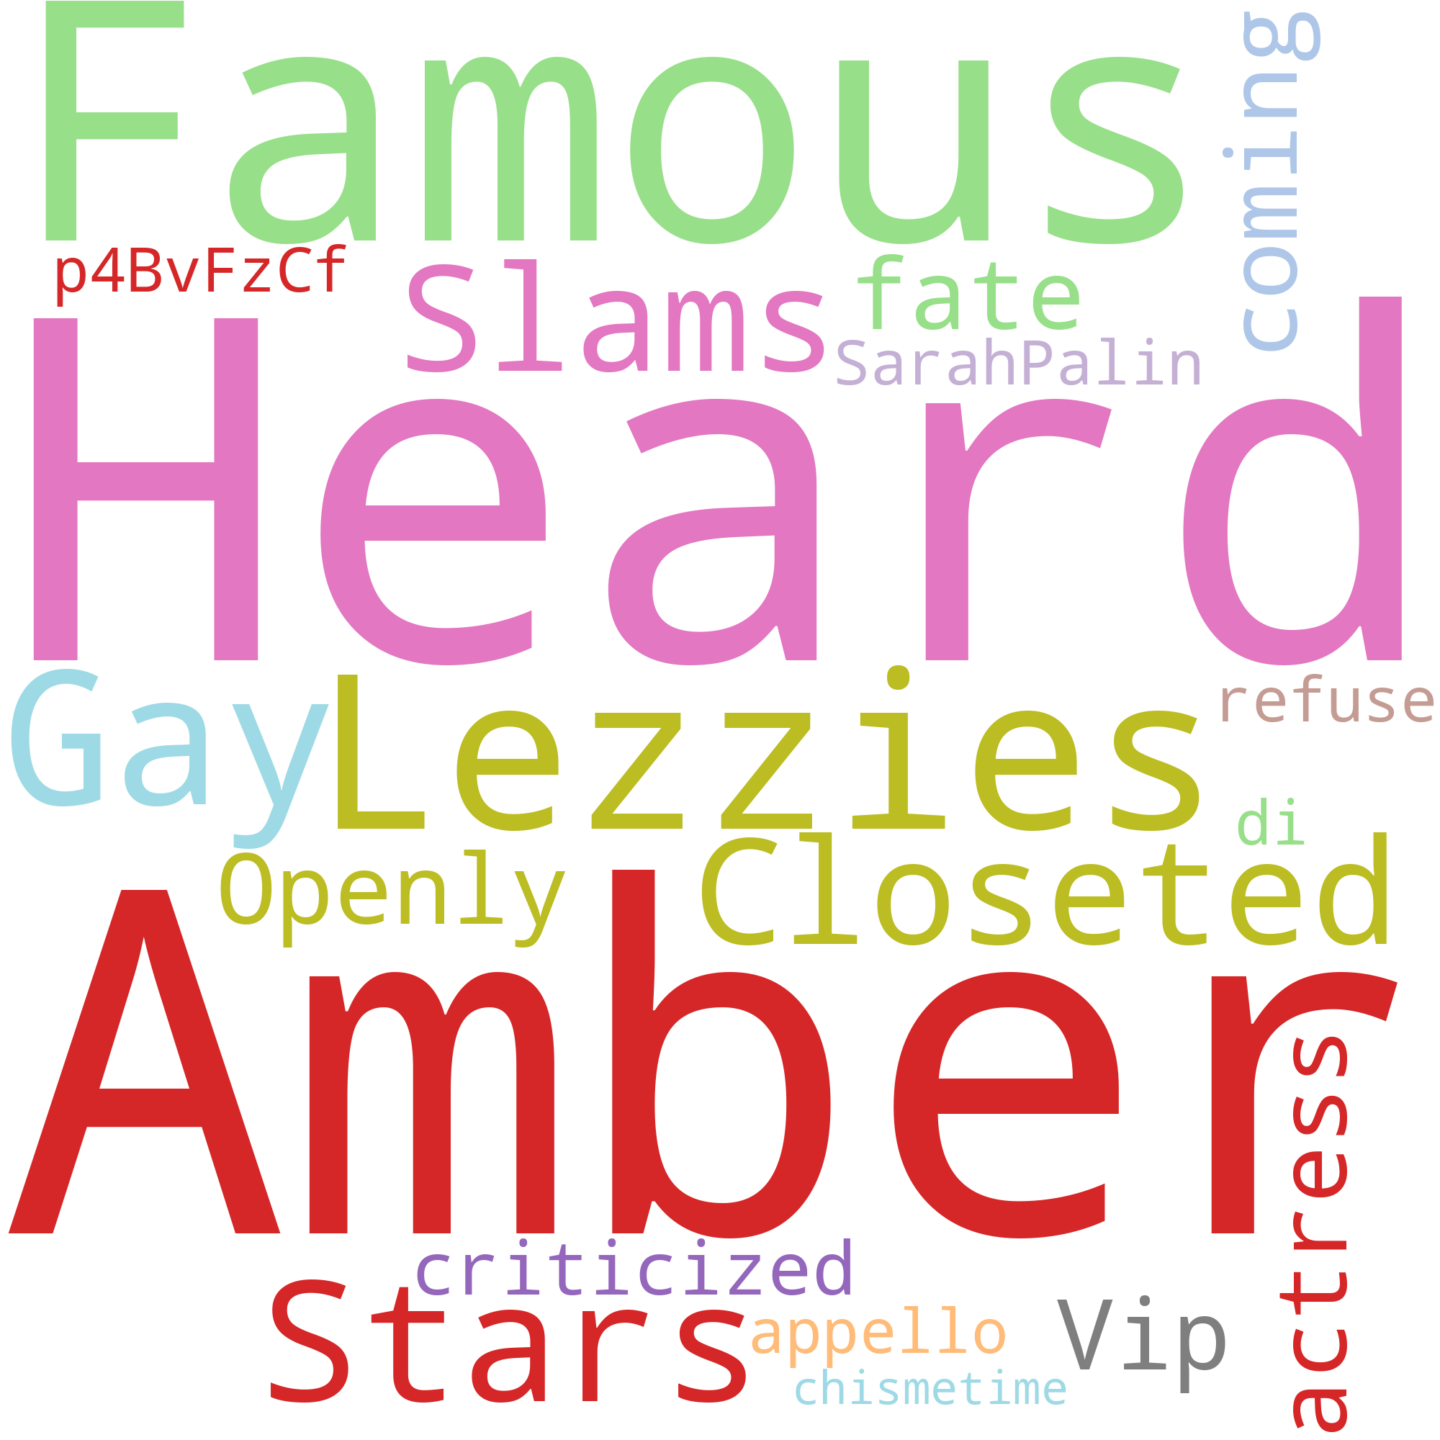 Famous
coming
p4BvFzCf
Slams
fate
SarahPalin
Heard
Gay
Lezzies
refuse
di
Openly
Closeted
Amber
actress
criticized
Stars
appello
Vip
chismetime